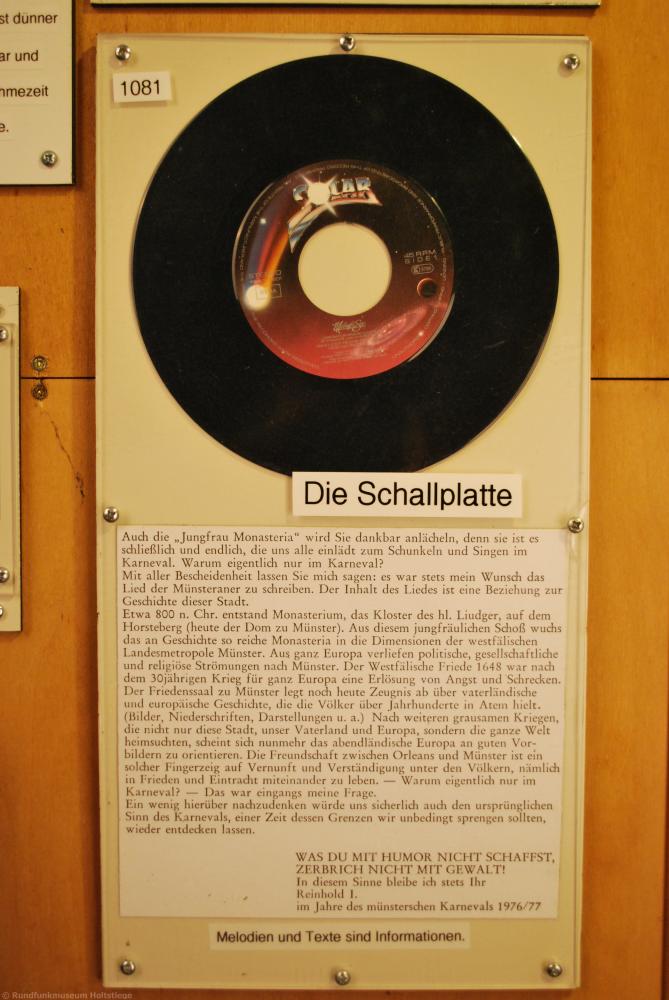 st dünner
ar und
hmezeit
e.
1081
SOLAR
STEREO
45 RPM
SIDE 1
Die Schallplatte
Auch die „Jungfrau Monasteria“ wird Sie dankbar anlächeln, denn sie ist es
schließlich und endlich, die uns alle einlädt zum Schunkeln und Singen im
Karneval. Warum eigentlich nur im Karneval?
Mit aller Bescheidenheit lassen Sie mich sagen: es war stets mein Wunsch das
Lied der Münsteraner zu schreiben. Der Inhalt des Liedes ist eine Beziehung zur
Geschichte dieser Stadt.
Etwa 800 n. Chr. entstand Monasterium, das Kloster des hl. Liudger, auf dem
Horsteberg (heute der Dom zu Münster). Aus diesem jungfräulichen Schoß wuchs
das an Geschichte so reiche Monasteria in die Dimensionen der westfälischen
Landesmetropole Münster. Aus ganz Europa verliefen politische, gesellschaftliche
und religiöse Strömungen nach Münster. Der Westfälische Friede 1648 war nach
dem 30jährigen Krieg für ganz Europa eine Erlösung von Angst und Schrecken.
Der Friedenssaal zu Münster legt noch heute Zeugnis ab über vaterländische
und europäische Geschichte, die die Völker über Jahrhunderte in Atem hielt.
(Bilder, Niederschriften, Darstellungen u. a.) Nach weiteren grausamen Kriegen,
die nicht nur diese Stadt, unser Vaterland und Europa, sondern die ganze Welt
heimsuchten, scheint sich nunmehr das abendländische Europa an guten Vor-
bildern zu orientieren. Die Freundschaft zwischen Orleans und Münster ist ein
solcher Fingerzeig auf Vernunft und Verständigung unter den Völkern, nämlich
in Frieden und Eintracht miteinander zu leben. — Warum eigentlich nur im
Karneval? — Das war eingangs meine Frage.
Ein wenig hierüber nachzudenken würde uns sicherlich auch den ursprünglichen
Sinn des Karnevals, einer Zeit dessen Grenzen wir unbedingt sprengen sollten,
wieder entdecken lassen.
WAS DU MIT HUMOR NICHT SCHAFFST,
ZERBRICH NICHT MIT GEWALT!
In diesem Sinne bleibe ich stets Ihr
Reinhold I.
im Jahre des münsterschen Karnevals 1976/77
Melodien und Texte sind Informationen.
© Rundfunkmuseum Holtstiege